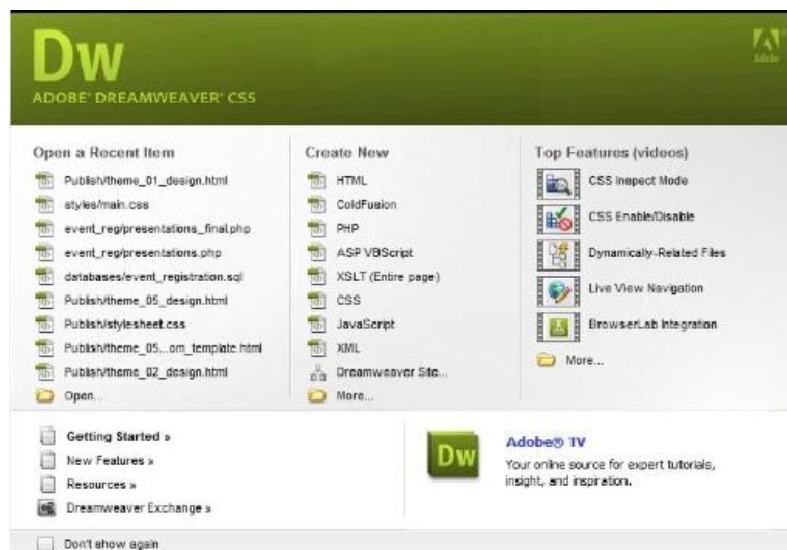 Dw
Adobe
ADOBE® DREAMWEAVER® CS5
Open a Recent Item
Publish/theme_01_design.html
styles/main.css
event_reg/presentations_final.php
event_reg/presentations.php
databases/event_registration.sql
Publish/theme_05_design.html
Publish/stylesheet.css
Publish/theme_05...om_template.html
Publish/theme_02_design.html
Open...
Create New
HTML
ColdFusion
PHP
ASP VBScript
XSLT (Entire page)
CSS
JavaScript
XML
Dreamweaver Site...
More...
Top Features (videos)
CSS Inspect Mode
CSS Enable/Disable
Dynamically-Related Files
Live View Navigation
BrowserLab Integration
More...
Getting Started »
New Features »
Resources »
Dreamweaver Exchange »
Dw
Adobe® TV
Your online source for expert tutorials,
insight, and inspiration.
Don't show again